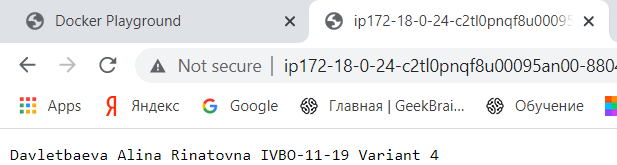 Docker Playground
ip172-18-0-24-c2tl0pnqf8u00095
Not secure | ip172-18-0-24-c2tl0pnqf8u00095an00-8804
Apps Яндекс Google Главная | GeekBrai... Обучение
Davletbaeva Alina Rinatovna IVBO-11-19 Variant 4